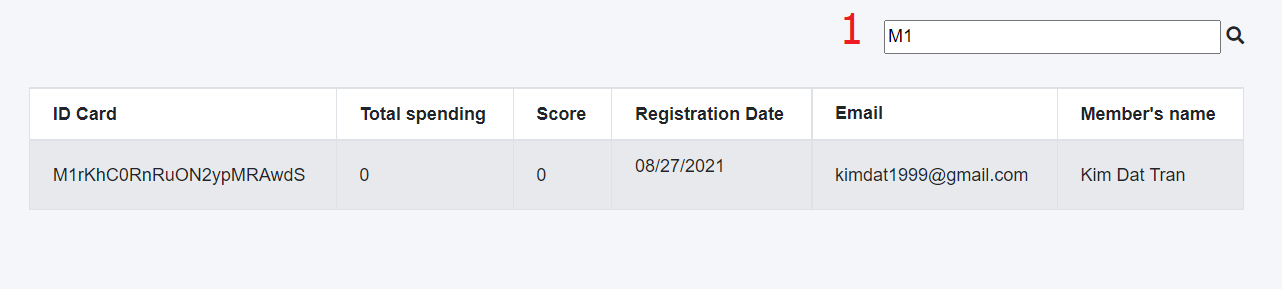 1 M1
ID Card Total spending Score Registration Date Email Member's name
M1rKhC0RnRuON2ypMRAwdS 0 0 08/27/2021 kimdat1999@gmail.com Kim Dat Tran